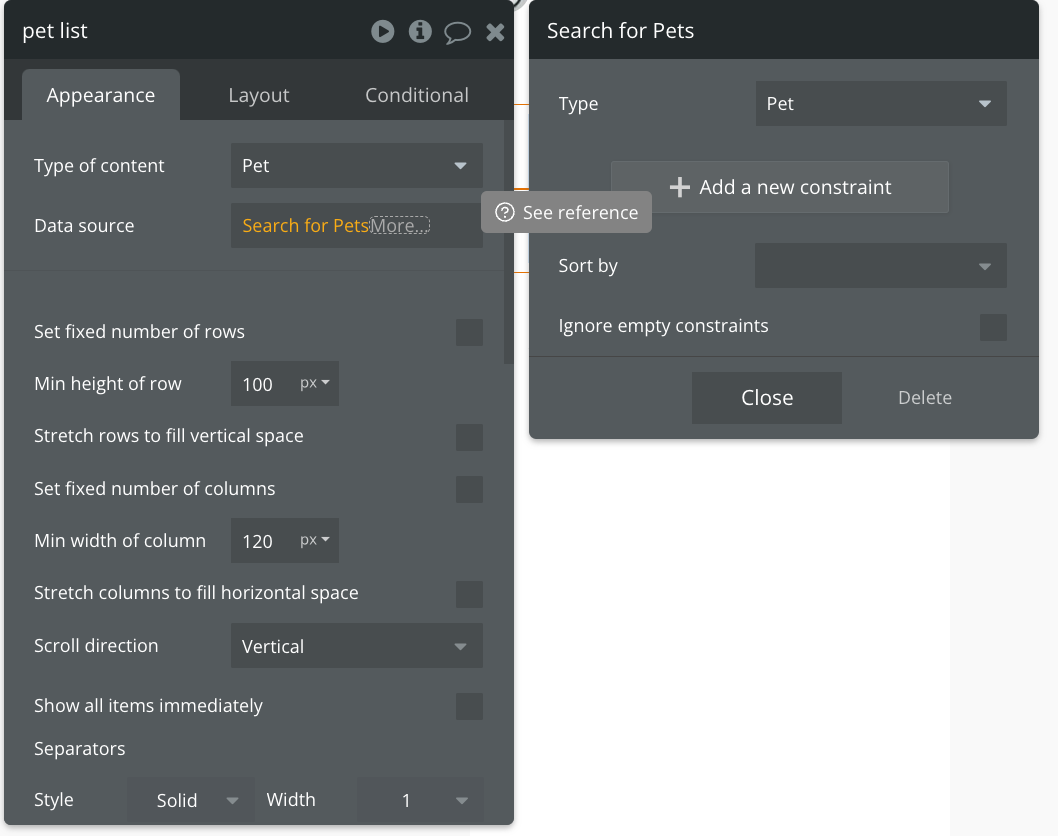 pet list
Appearance Layout Conditional
Type of content Pet
Data source Search for Pets More...
Set fixed number of rows
Min height of row 100 px
Stretch rows to fill vertical space
Set fixed number of columns
Min width of column 120 px
Stretch columns to fill horizontal space
Scroll direction Vertical
Show all items immediately
Separators
Style Solid Width 1
Search for Pets
Type Pet
Add a new constraint
See reference
Sort by
Ignore empty constraints
Close Delete